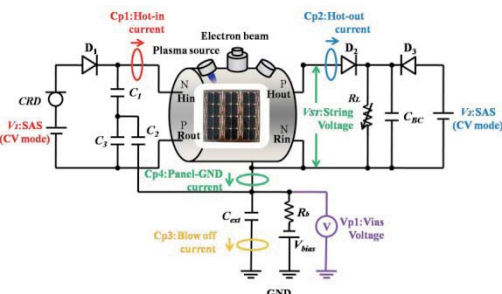 Cp1:Hot-in
current
Electron beam
Plasma source
Cp2:Hot-out
current
D1
D2
D3
CRD
C1
N
Hin
P
Hout
VST:String
Voltage
RL
CBC
V1:SAS
(CV mode)
C3
C2
P
Rout
N
Rin
V2:SAS
(CV mode)
Cp4:Panel-GND
current
Cext
Rb
Vp1:Vias
Voltage
V
Cp3:Blow off
current
Vbias
GND